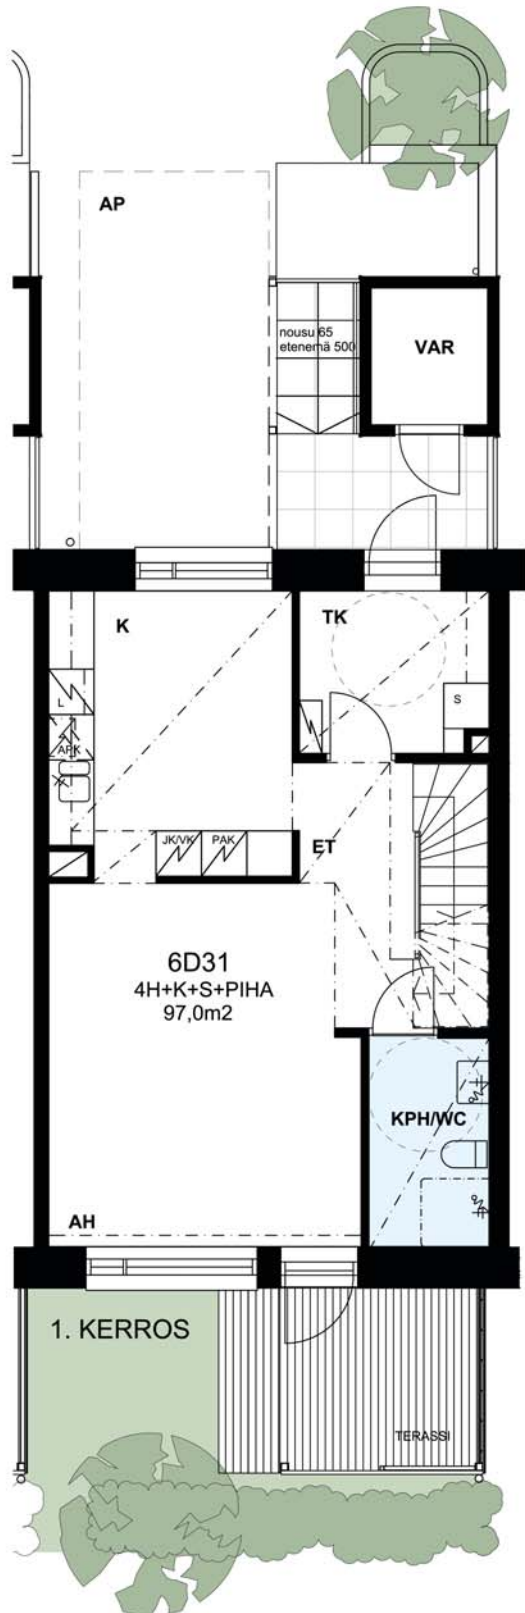 AP
nousu 65
etenemä 500
VAR
K
TK
L
S
APK
JK/VK
PAK
ET
6D31
4H+K+S+PIHA
97,0m2
KPH/WC
AH
1. KERROS
TERASSI